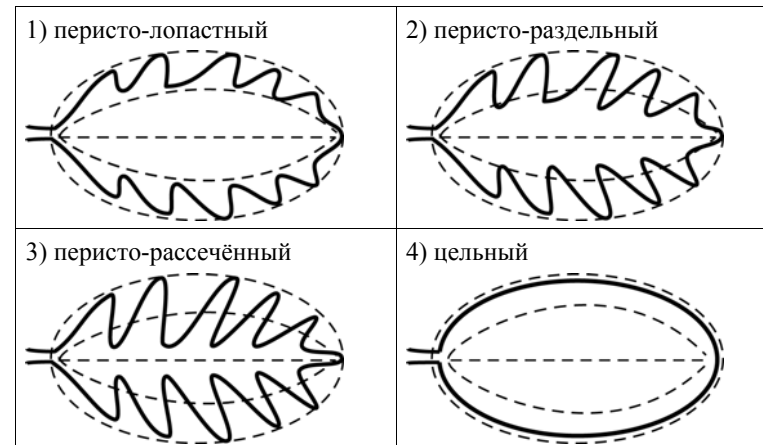 1) перисто-лопастный
2) перисто-раздельный
3) перисто-рассечённый
4) цельный